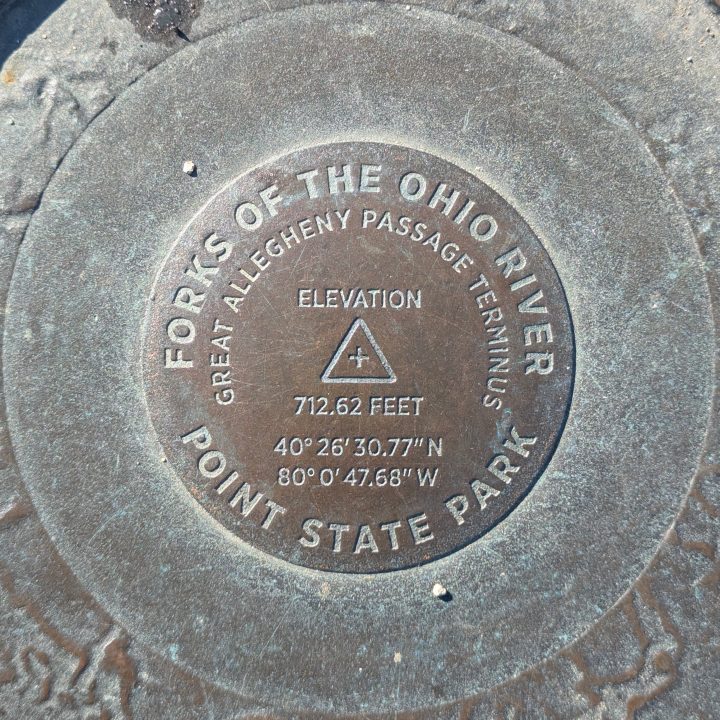 FORKS OF THE OHIO RIVER
GREAT ALLEGHENY PASSAGE TERMINUS
ELEVATION
712.62 FEET
40° 26' 30.77" N
80° 0' 47.68" W
POINT STATE PARK